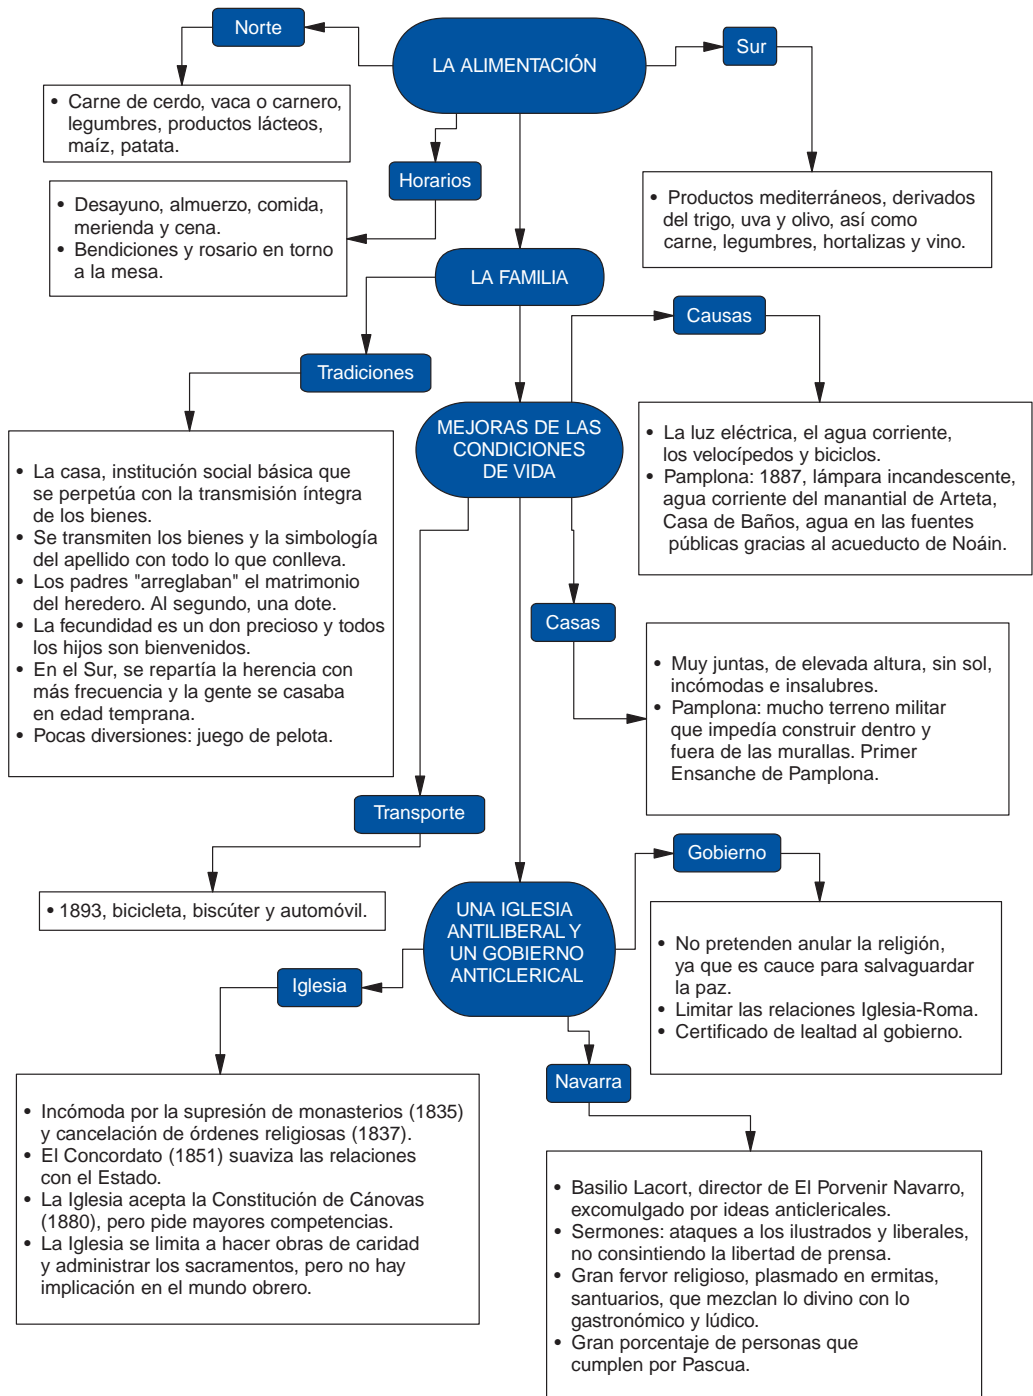 Norte
LA ALIMENTACIÓN
Sur
• Carne de cerdo, vaca o carnero,
legumbres, productos lácteos,
maíz, patata.
Horarios
• Desayuno, almuerzo, comida,
merienda y cena.
• Bendiciones y rosario en torno
a la mesa.
• Productos mediterráneos, derivados
del trigo, uva y olivo, así como
carne, legumbres, hortalizas y vino.
LA FAMILIA
Causas
Tradiciones
MEJORAS DE LAS
CONDICIONES
DE VIDA
• La luz eléctrica, el agua corriente,
los velocípedos y biciclos.
• Pamplona: 1887, lámpara incandescente,
agua corriente del manantial de Arteta,
Casa de Baños, agua en las fuentes
públicas gracias al acueducto de Noáin.
• La casa, institución social básica que
se perpetúa con la transmisión íntegra
de los bienes.
• Se transmiten los bienes y la simbología
del apellido con todo lo que conlleva.
• Los padres "arreglaban" el matrimonio
del heredero. Al segundo, una dote.
• La fecundidad es un don precioso y todos
los hijos son bienvenidos.
• En el Sur, se repartía la herencia con
más frecuencia y la gente se casaba
en edad temprana.
• Pocas diversiones: juego de pelota.
Casas
• Muy juntas, de elevada altura, sin sol,
incómodas e insalubres.
• Pamplona: mucho terreno militar
que impedía construir dentro y
fuera de las murallas. Primer
Ensanche de Pamplona.
Transporte
• 1893, bicicleta, biscúter y automóvil.
UNA IGLESIA
ANTILIBERAL Y
UN GOBIERNO
ANTICLERICAL
Gobierno
• No pretenden anular la religión,
ya que es cauce para salvaguardar
la paz.
• Limitar las relaciones Iglesia-Roma.
• Certificado de lealtad al gobierno.
Iglesia
• Incómoda por la supresión de monasterios (1835)
y cancelación de órdenes religiosas (1837).
• El Concordato (1851) suaviza las relaciones
con el Estado.
• La Iglesia acepta la Constitución de Cánovas
(1880), pero pide mayores competencias.
• La Iglesia se limita a hacer obras de caridad
y administrar los sacramentos, pero no hay
implicación en el mundo obrero.
Navarra
• Basilio Lacort, director de El Porvenir Navarro,
excomulgado por ideas anticlericales.
• Sermones: ataques a los ilustrados y liberales,
no consintiendo la libertad de prensa.
• Gran fervor religioso, plasmado en ermitas,
santuarios, que mezclan lo divino con lo
gastronómico y lúdico.
• Gran porcentaje de personas que
cumplen por Pascua.